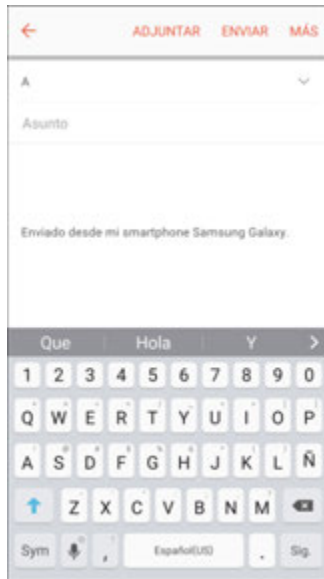 ADJUNTAR ENVIAR MÁS
A
Asunto
Enviado desde mi smartphone Samsung Galaxy.
Que Hola Y
1 2 3 4 5 6 7 8 9 0
Q W E R T Y U I O P
A S D F G H J K L Ñ
Z X C V B N M
Sym , Español(US) . Sig.